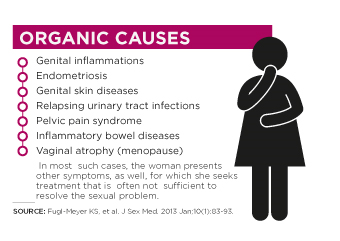 ORGANIC CAUSES
Genital inflammations
Endometriosis
Genital skin diseases
Relapsing urinary tract infections
Pelvic pain syndrome
Inflammatory bowel diseases
Vaginal atrophy (menopause)
In most such cases, the woman presents
other symptoms, as well, for which she seeks
treatment that is often not sufficient to
resolve the sexual problem.
SOURCE: Fugl-Meyer KS, et al. J Sex Med. 2013 Jan;10(1):83-93.